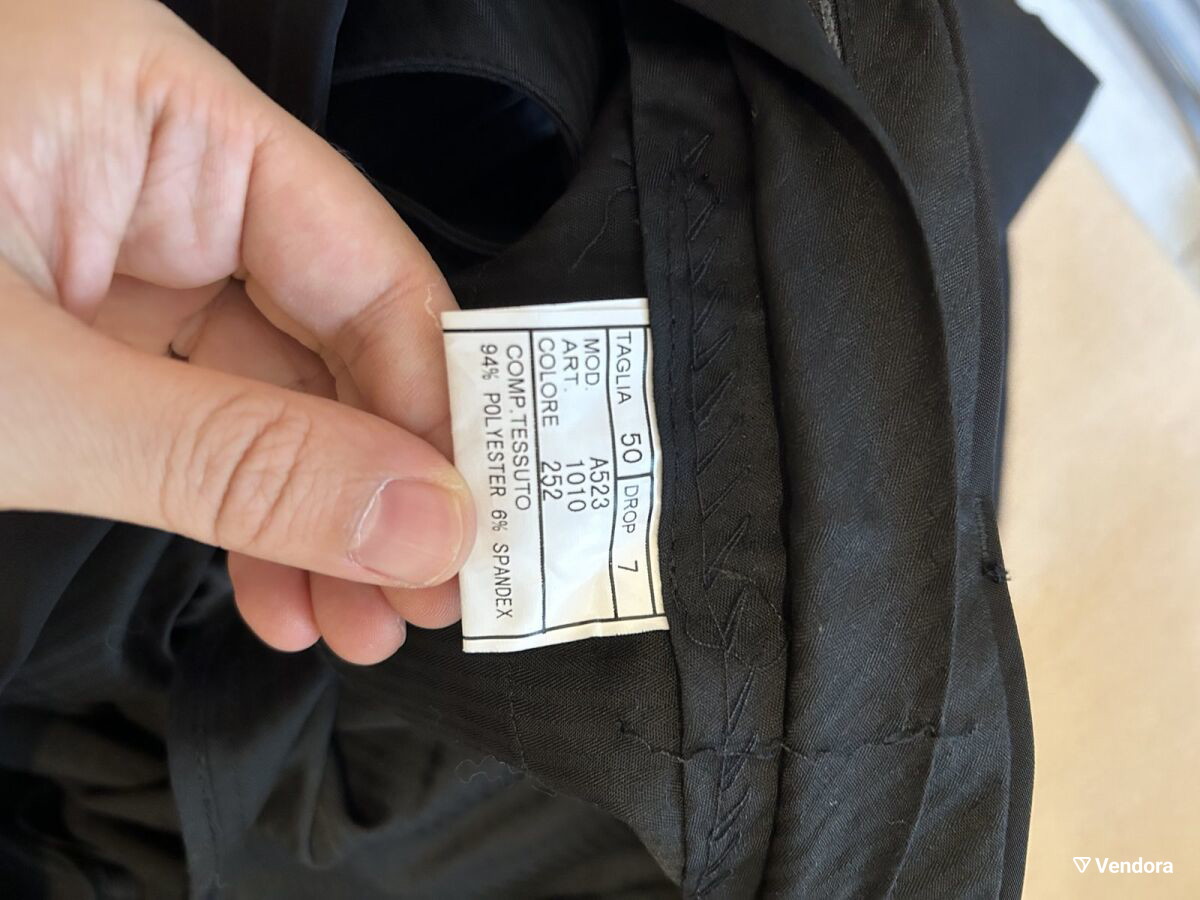 TAGLIA 50 DROP 7
MOD. A523
ART. 1010
COLORE 252
COMP.TESSUTO
94% POLYESTER 6% SPANDEX
Vendora